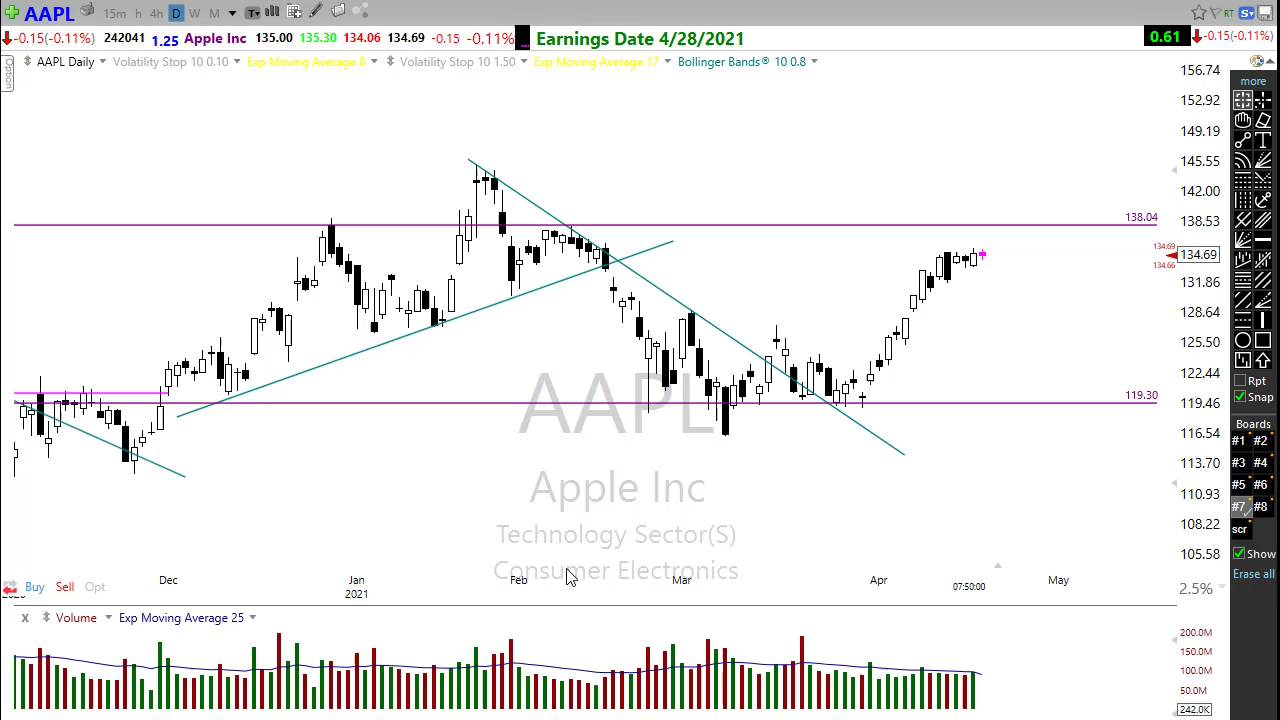 AAPL 15m h 4h D W M T RT S
-0.15(-0.11%) 242041 1.25 Apple Inc 135.00 135.30 134.06 134.69 -0.15 -0.11% Earnings Date 4/28/2021 0.61 -0.15(-0.11%)
Option
AAPL Daily Volatility Stop 10 0.10 Exp Moving Average 8 Volatility Stop 10 1.50 Exp Moving Average 17 Bollinger Bands® 10 0.8
156.74
more
152.92
149.19
145.55
142.00
138.04
138.53
134.69
134.69
134.66
131.86
128.64
125.50
122.44
Rpt
Snap
119.30
119.46
AAPL
Boards
#1 #2
116.54
#3 #4
113.70
#5 #6
Apple Inc
110.93
#7 #8
108.22
scr
Technology Sector(S)
105.58
Show
Consumer Electronics
Erase all
Buy Sell Opt
Dec Jan Feb Mar Apr May
2021
07:50:00
2.5%
x Volume Exp Moving Average 25
200.0M
150.0M
100.0M
50.0M
242.0K